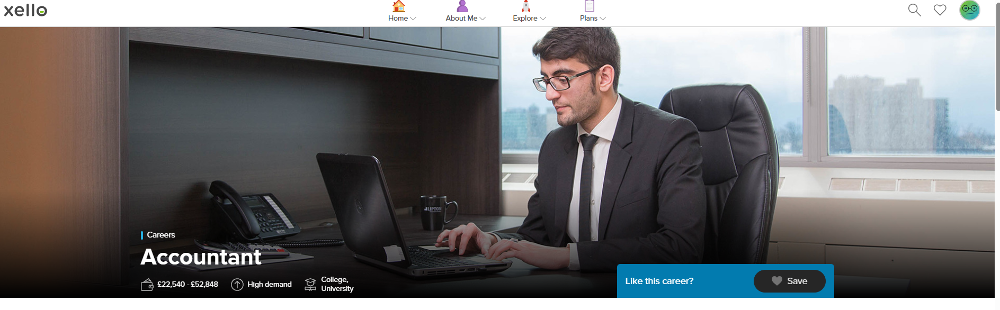 xello
Home
About Me
Explore
Plans
LIPTON
Careers
Accountant
£22,540 - £52,848
High demand
College,
University
Like this career?
Save